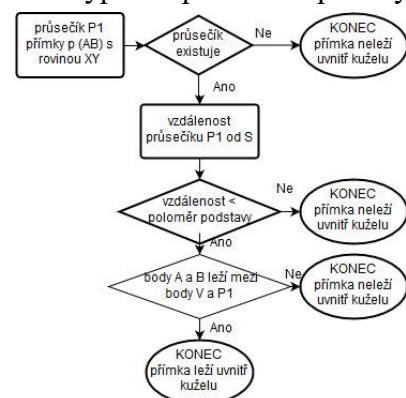 průsečík P1
přímky p (AB) s
rovinou XY
průsečík
existuje
Ne
KONEC
přímka neleží
uvnitř kuželu
Ano
vzdálenost
průsečíku P1 od S
vzdálenost <
poloměr podstavy
Ne
KONEC
přímka neleží
uvnitř kuželu
Ano
body A a B leží mezi
body V a P1
Ne
KONEC
přímka neleží
uvnitř kuželu
Ano
KONEC
přímka leží uvnitř
kuželu